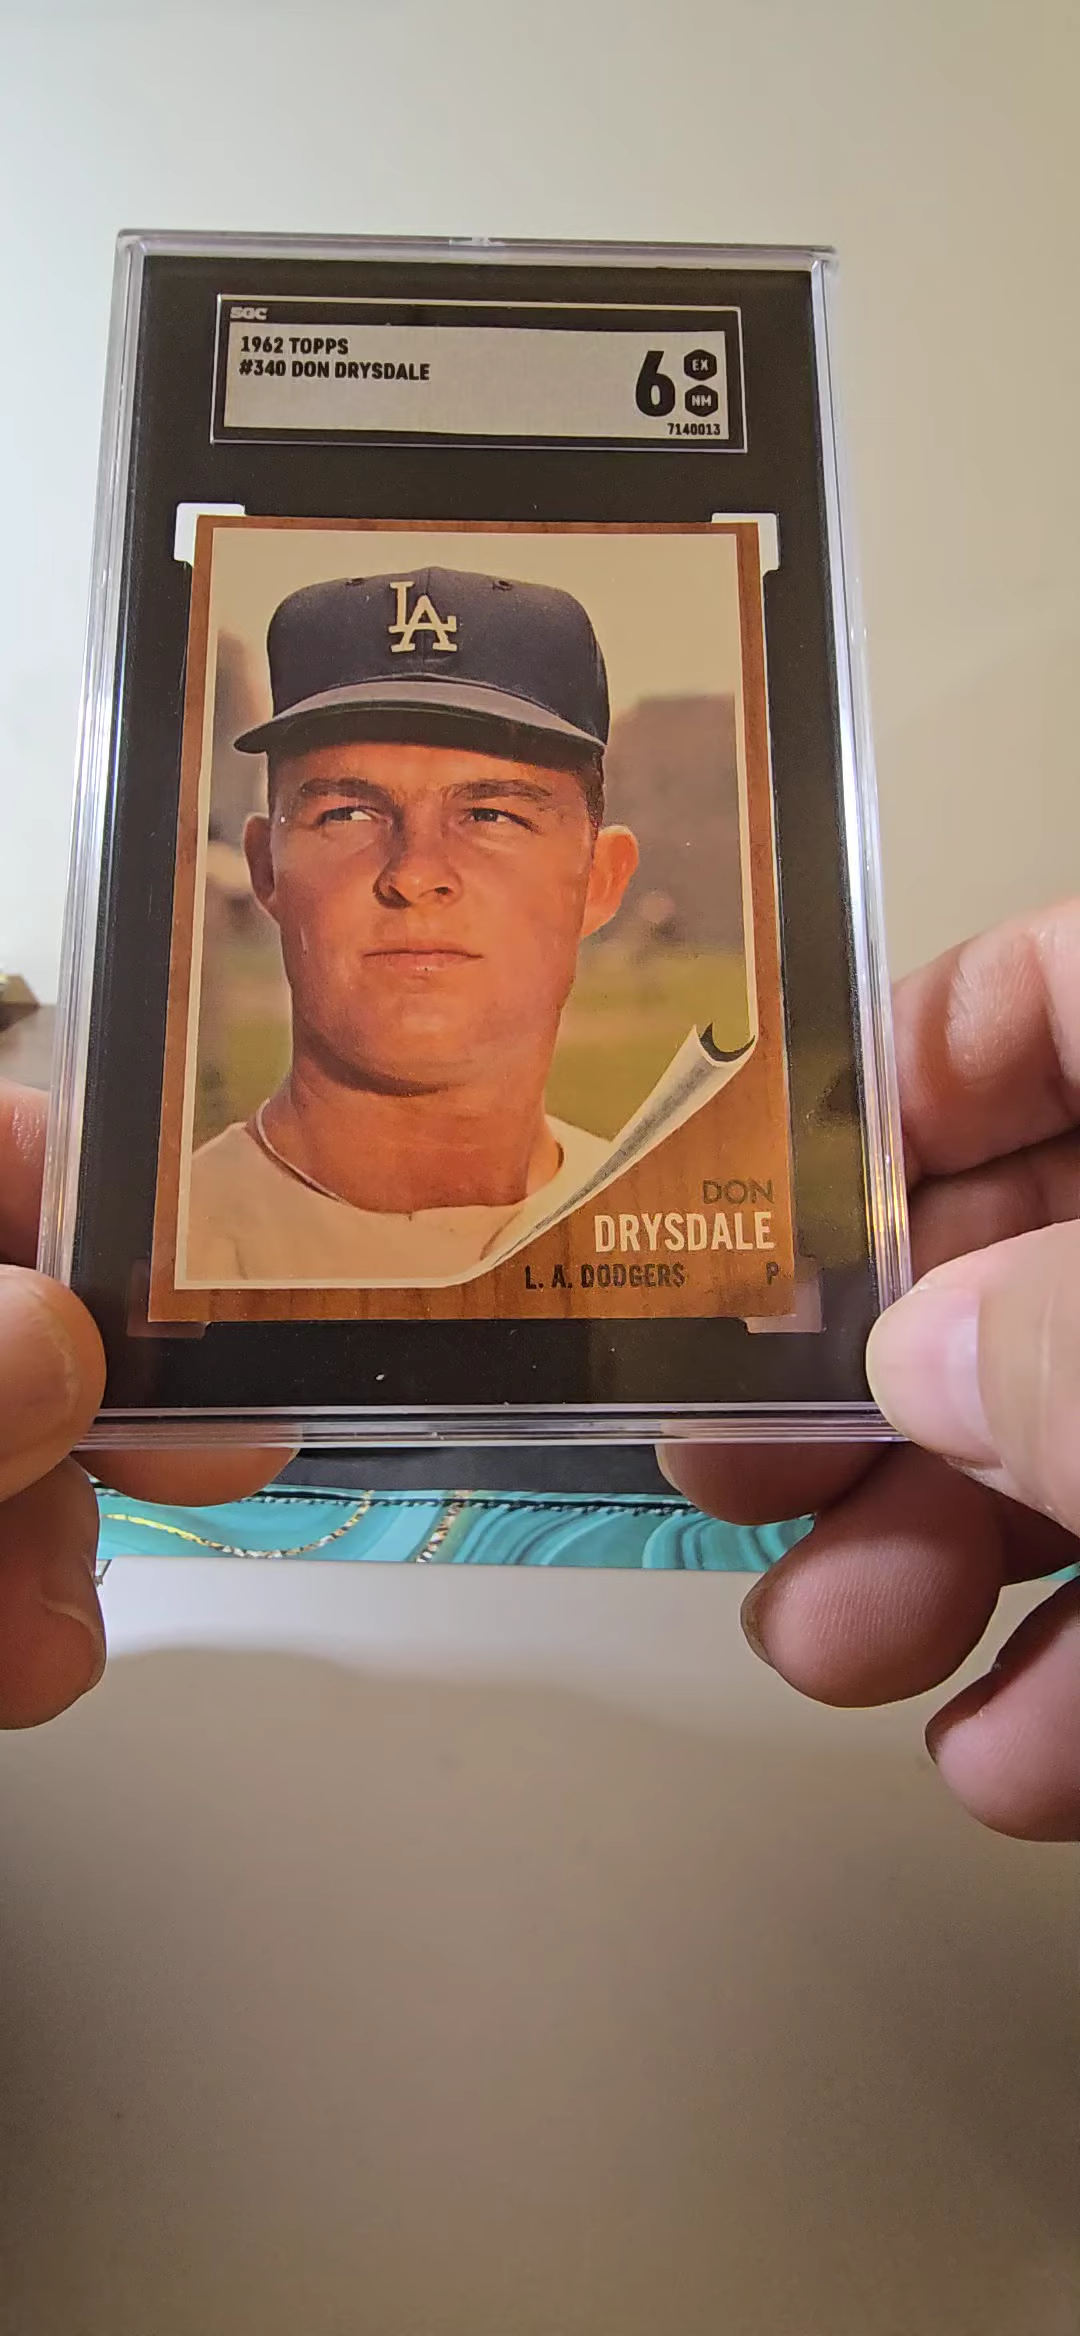 SGC
1962 TOPPS
#340 DON DRYSDALE
6 EX NM
7140013
LA
DON
DRYSDALE
L. A. DODGERS P